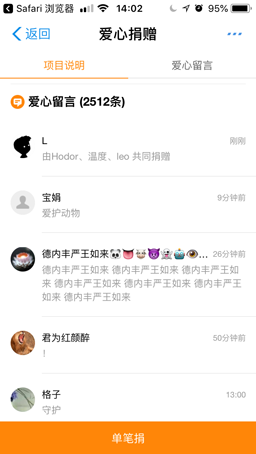 Safari 浏览器 14:02 95%
返回 爱心捐赠
项目说明 爱心留言
爱心留言 (2512条)
L 刚刚
由Hodor、温度、leo 共同捐赠
宝娟 9分钟前
爱护动物
德内丰严王如来🐼👅🐮😈👻🤖👁... 26分钟前
德内丰严王如来 德内丰严王如来 德内丰严王如
来 德内丰严王如来 德内丰严王如来 德内丰严王
如来 德内丰严王如来
君为红颜醉 50分钟前
！
格子 13:00
守护
单笔捐